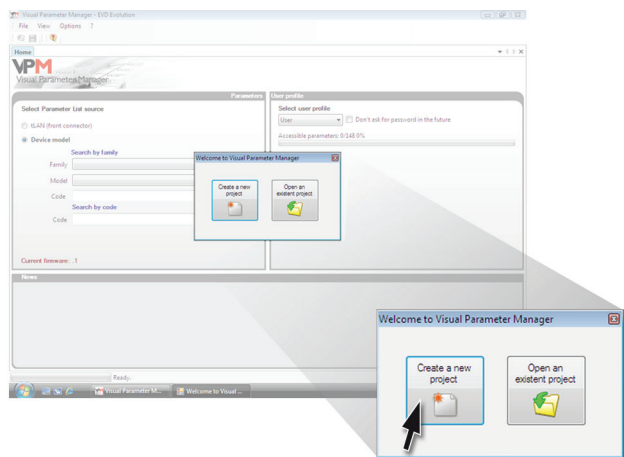 Visual Parameter Manager - EVD Evolution
File View Options ?
Home
VPM
Visual Parameter Manager
Parameters
User profile
Select Parameter List source
Select user profile
tLAN (front connector)
User
Don't ask for password in the future
Device model
Accessible parameters: 0/148 0%
Search by family
Family
Model
Code
Search by code
Code
Welcome to Visual Parameter Manager
Create a new
project
Open an
existent project
Current firmware: .1
News
Ready.
Visual Parameter M...
Welcome to Visual ...
Welcome to Visual Parameter Manager
Create a new
project
Open an
existent project